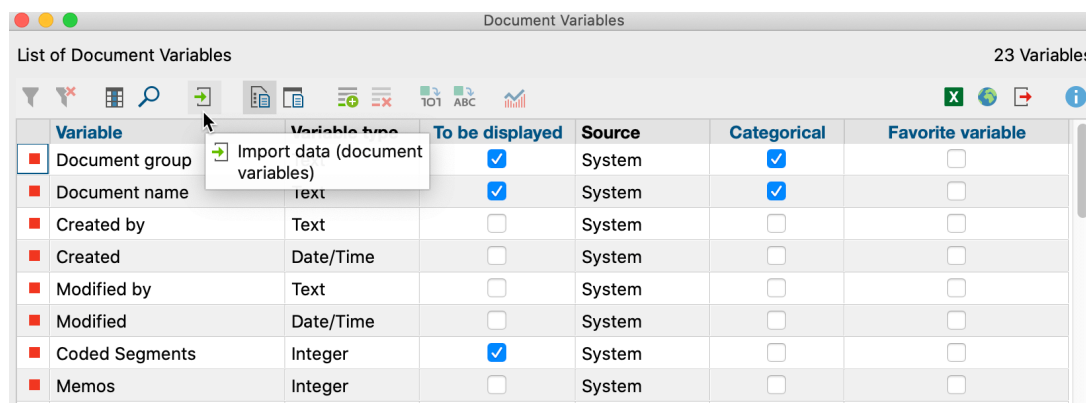 Document Variables
List of Document Variables 23 Variables
101 ABC X i
Variable Variable type To be displayed Source Categorical Favorite variable
Import data (document
variables)
Document group System
Document name Text System
Created by Text System
Created Date/Time System
Modified by Text System
Modified Date/Time System
Coded Segments Integer System
Memos Integer System